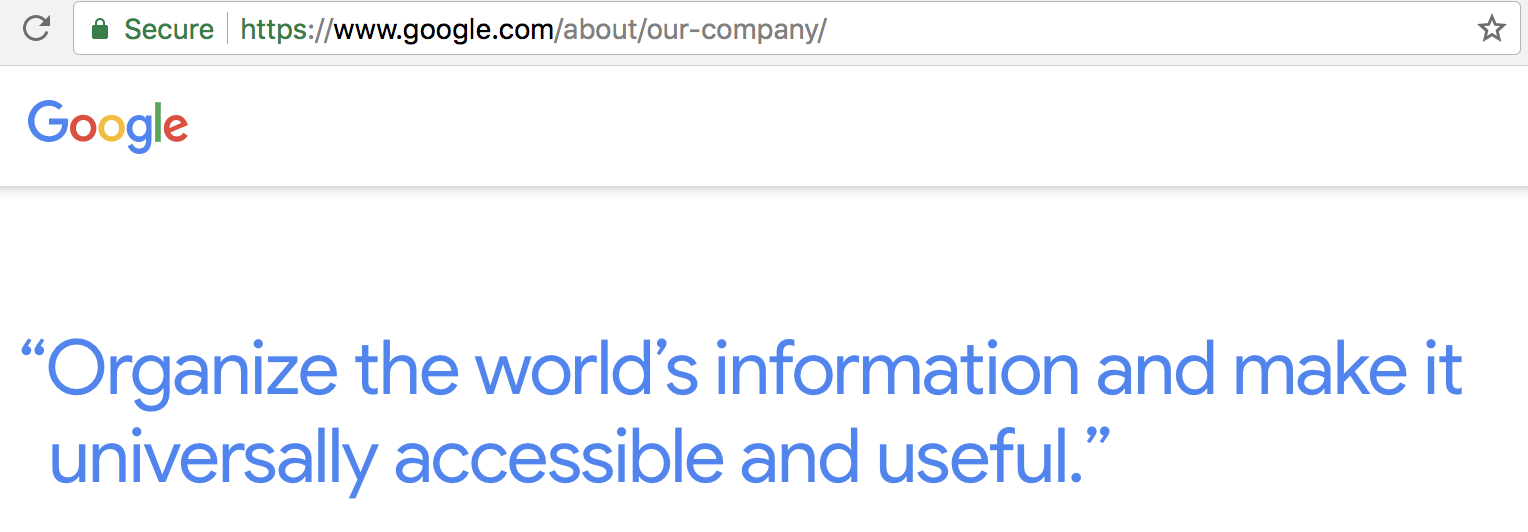 Secure https://www.google.com/about/our-company/
Google
“Organize the world’s information and make it
universally accessible and useful.”